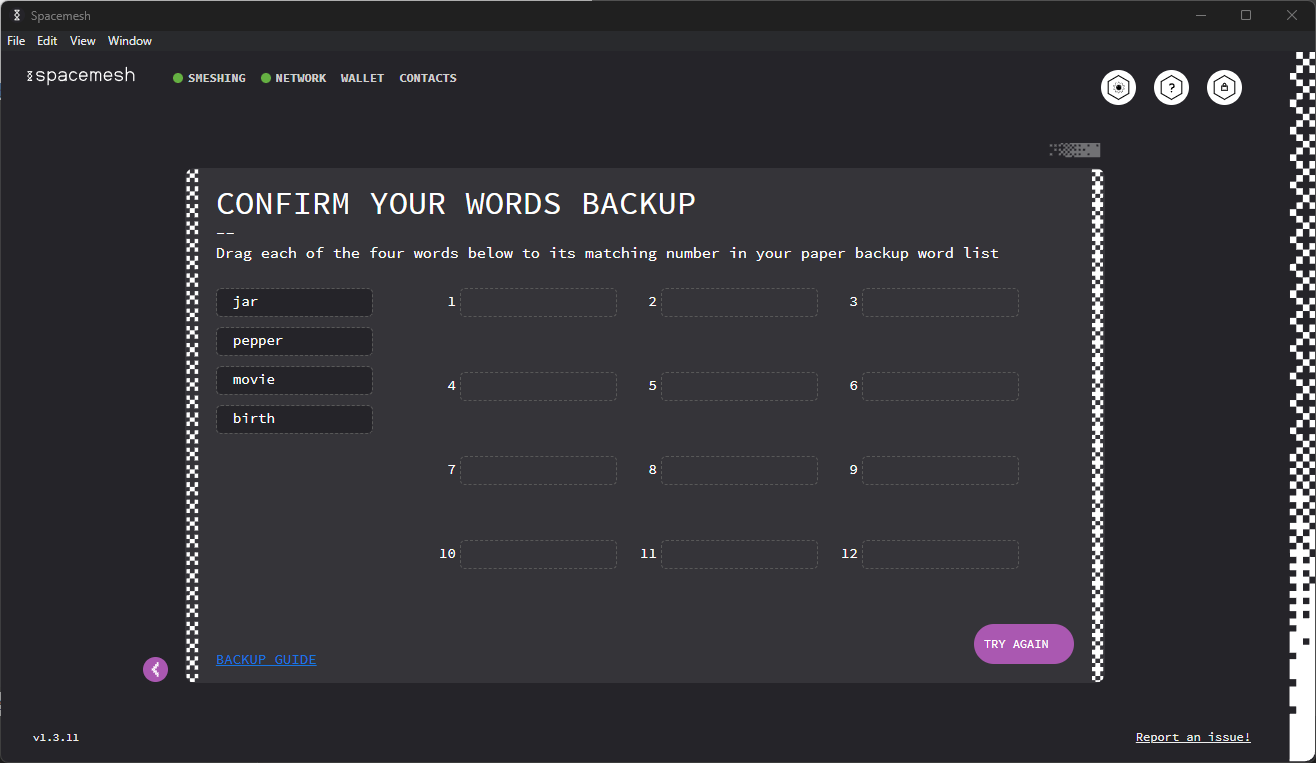 Spacemesh
File Edit View Window
spacemesh
SMESHING NETWORK WALLET CONTACTS
?
CONFIRM YOUR WORDS BACKUP
--
Drag each of the four words below to its matching number in your paper backup word list
jar
pepper
movie
birth
1 2 3
4 5 6
7 8 9
10 11 12
TRY AGAIN
BACKUP GUIDE
v1.3.11
Report an issue!